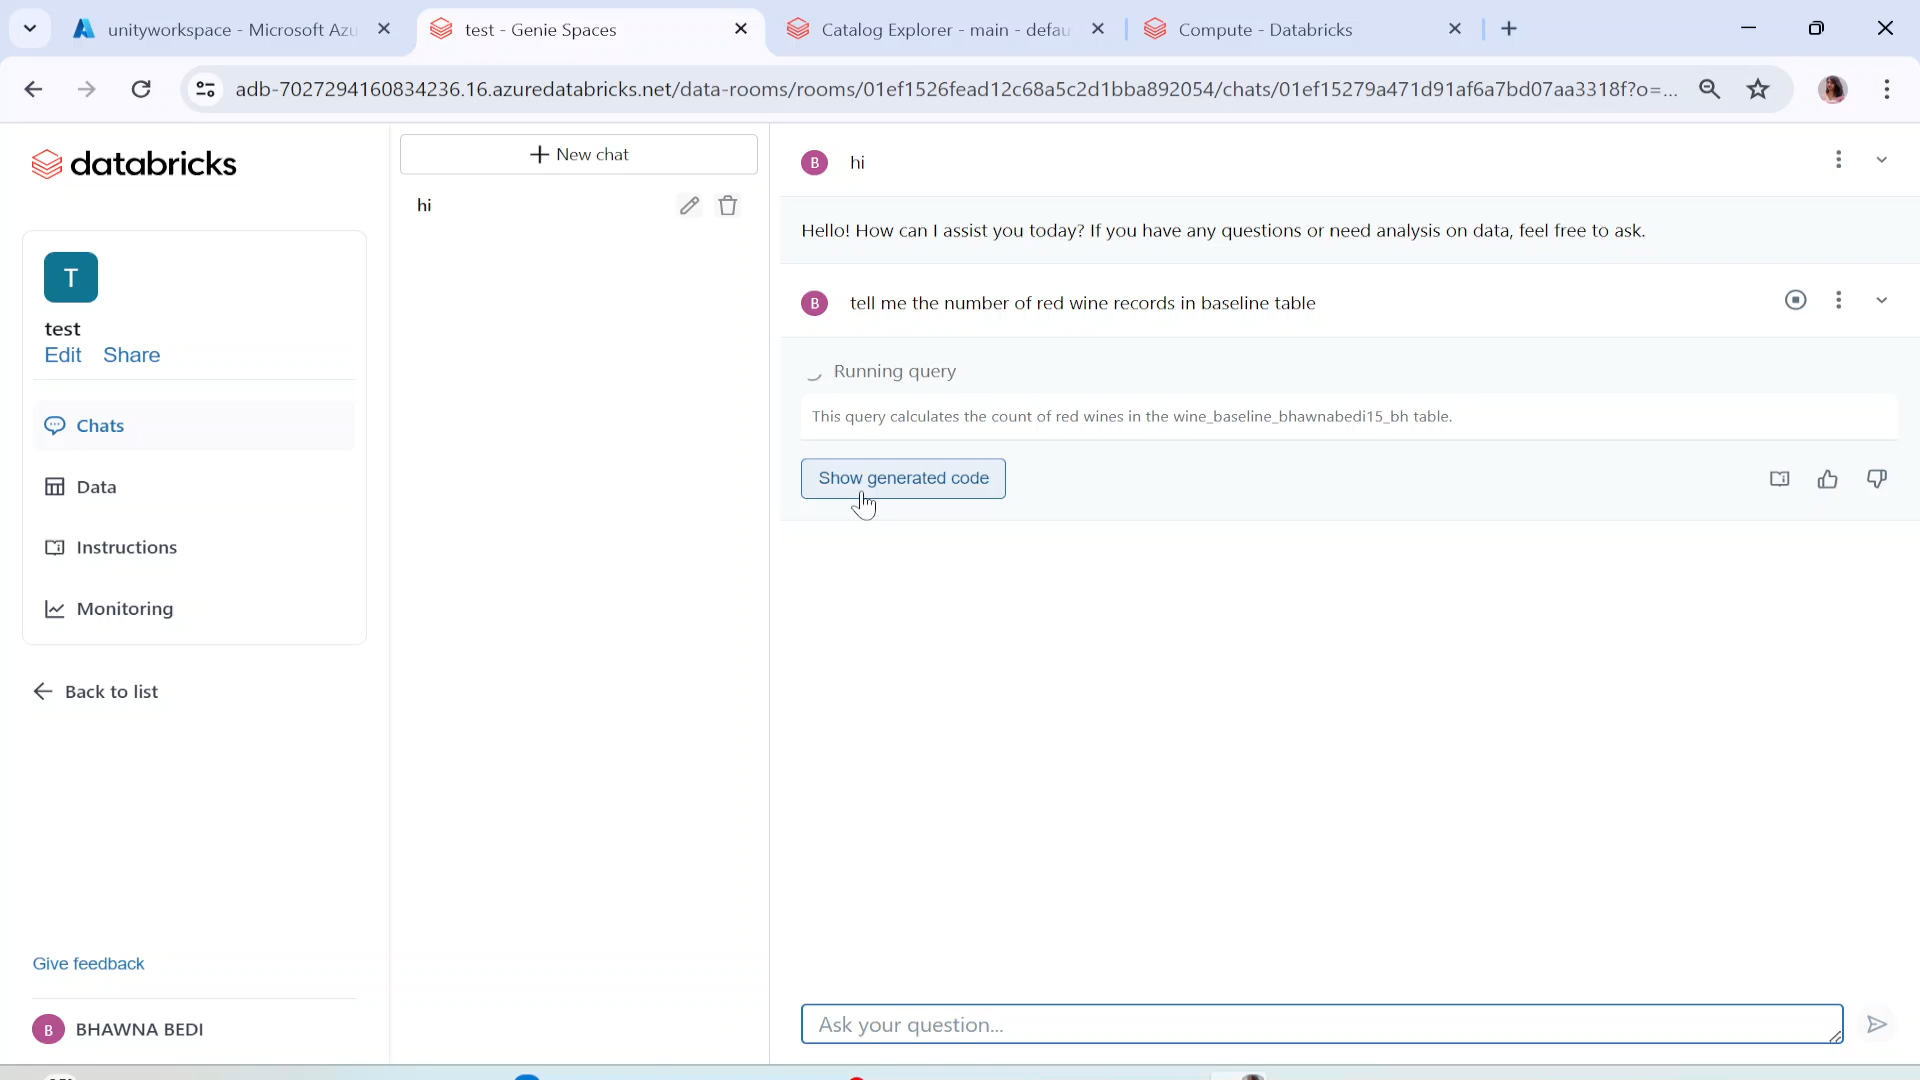 unityworkspace - Microsoft Azu
test - Genie Spaces
Catalog Explorer - main - defau
Compute - Databricks
adb-7027294160834236.16.azuredatabricks.net/data-rooms/rooms/01ef1526fead12c68a5c2d1bba892054/chats/01ef15279a471d91af6a7bd07aa3318f?o=...
databricks
T
test
Edit Share
Chats
Data
Instructions
Monitoring
Back to list
Give feedback
B BHAWNA BEDI
New chat
hi
B hi
Hello! How can I assist you today? If you have any questions or need analysis on data, feel free to ask.
B tell me the number of red wine records in baseline table
Running query
This query calculates the count of red wines in the wine_baseline_bhawnabedi15_bh table.
Show generated code
Ask your question...